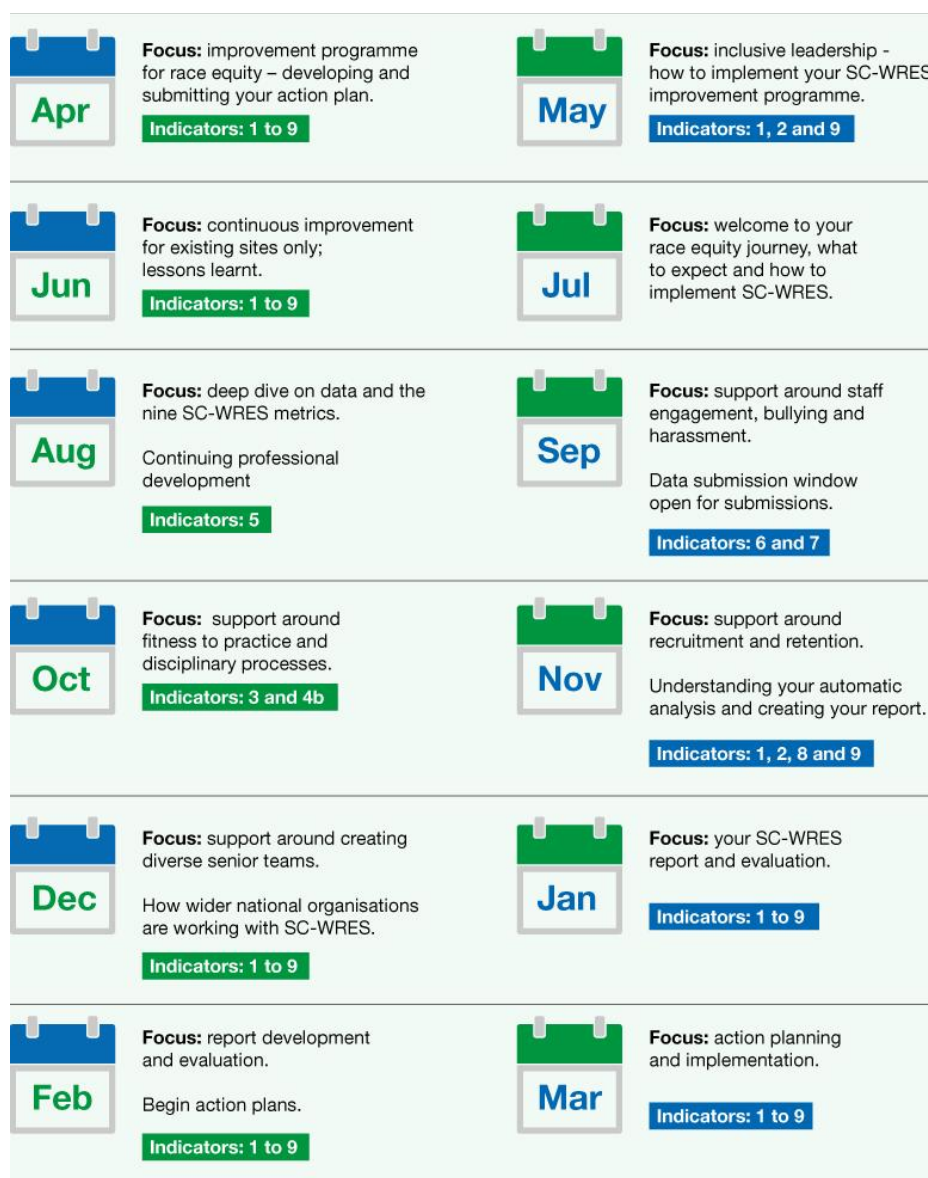 Apr
Focus: improvement programme
for race equity – developing and
submitting your action plan.
Indicators: 1 to 9
May
Focus: inclusive leadership -
how to implement your SC-WRES
improvement programme.
Indicators: 1, 2 and 9
Jun
Focus: continuous improvement
for existing sites only;
lessons learnt.
Indicators: 1 to 9
Jul
Focus: welcome to your
race equity journey, what
to expect and how to
implement SC-WRES.
Aug
Focus: deep dive on data and the
nine SC-WRES metrics.
Continuing professional
development
Indicators: 5
Sep
Focus: support around staff
engagement, bullying and
harassment.
Data submission window
open for submissions.
Indicators: 6 and 7
Oct
Focus: support around
fitness to practice and
disciplinary processes.
Indicators: 3 and 4b
Nov
Focus: support around
recruitment and retention.
Understanding your automatic
analysis and creating your report.
Indicators: 1, 2, 8 and 9
Dec
Focus: support around creating
diverse senior teams.
How wider national organisations
are working with SC-WRES.
Indicators: 1 to 9
Jan
Focus: your SC-WRES
report and evaluation.
Indicators: 1 to 9
Feb
Focus: report development
and evaluation.
Begin action plans.
Indicators: 1 to 9
Mar
Focus: action planning
and implementation.
Indicators: 1 to 9